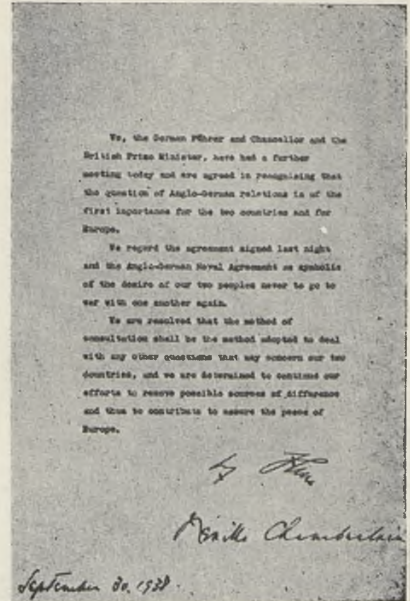 We, the German Führer and Chancellor and the
British Prime Minister, have had a further
meeting today and are agreed in recognising that
the question of Anglo-German relations is of the
first importance for the two countries and for
Europe.
We regard the agreement signed last night
and the Anglo-German Naval Agreement as symbolic
of the desire of our two peoples never to go to
war with one another again.
We are resolved that the method of
consultation shall be the method adopted to deal
with any other questions that may concern our two
countries, and we are determined to continue our
efforts to remove possible sources of difference
and thus to contribute to assure the peace of
Europe.
Neville Chamberlain
September 30, 1938.